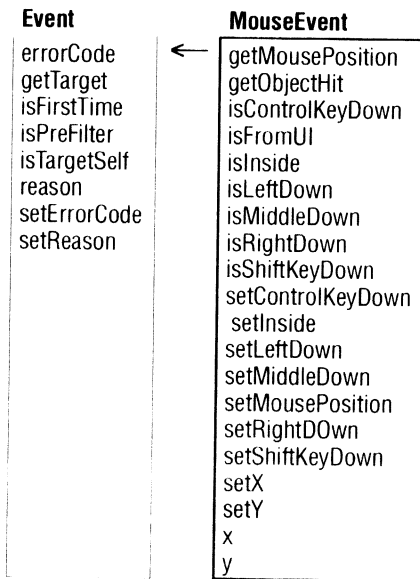 Event
errorCode
getTarget
isFirstTime
isPreFilter
isTargetSelf
reason
setErrorCode
setReason
MouseEvent
getMousePosition
getObjectHit
isControlKeyDown
isFromUI
isInside
isLeftDown
isMiddleDown
isRightDown
isShiftKeyDown
setControlKeyDown
setInside
setLeftDown
setMiddleDown
setMousePosition
setRightDOwn
setShiftKeyDown
setX
setY
x
y